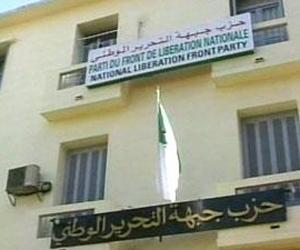 حزب جبهة التحرير الوطني
PARTI DU FRONT DE LIBERATION NATIONALE
NATIONAL LIBERATION FRONT PARTY
حزب جبهة التحرير الوطني